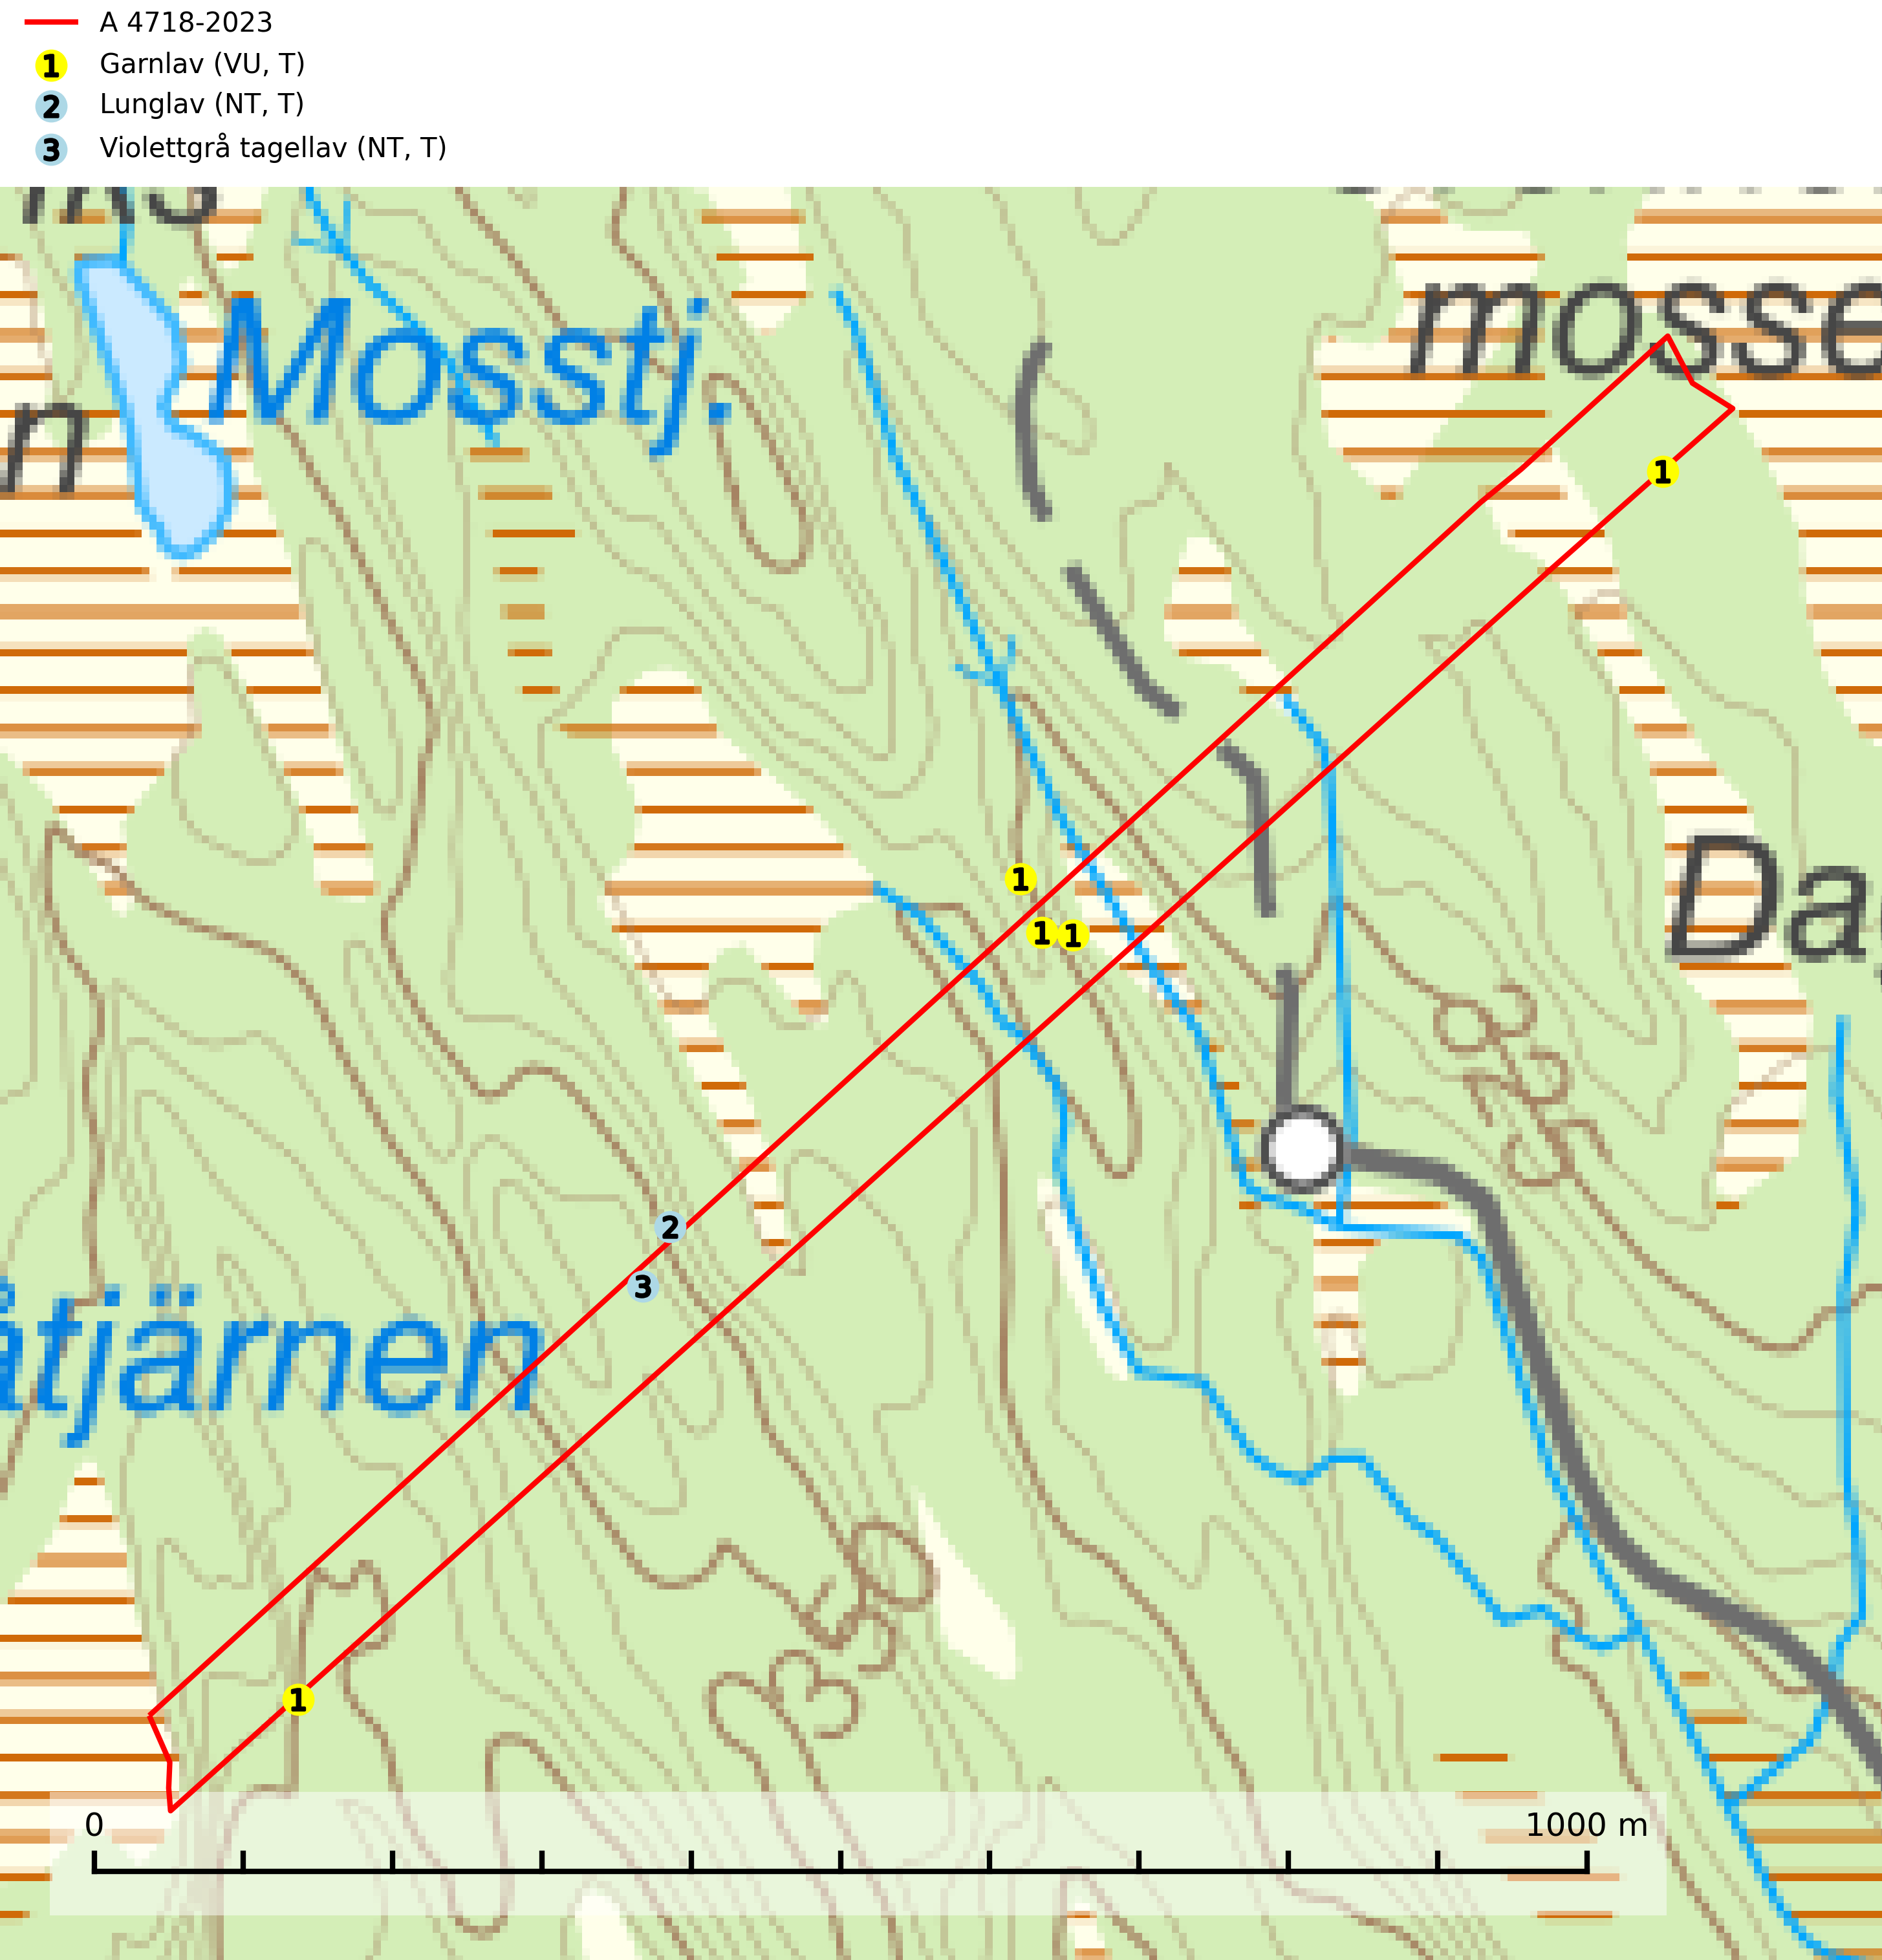 A 4718-2023
1 Garnlav (VU, T)
2 Lunglav (NT, T)
3 Violettgrå tagellav (NT, T)
Mosstj.
mosse
n
1
1
1 1
Da
2
3
åtjärnen
1
0 1000 m